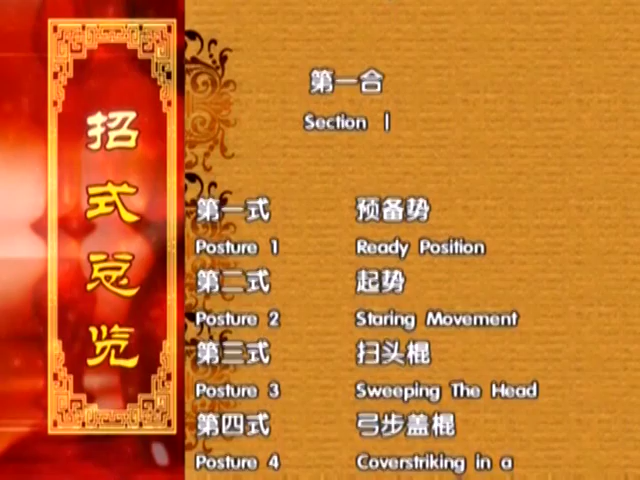 招式总览
第一合
Section I
第一式 预备势
Posture 1 Ready Position
第二式 起势
Posture 2 Staring Movement
第三式 扫头棍
Posture 3 Sweeping The Head
第四式 弓步盖棍
Posture 4 Coverstriking in a